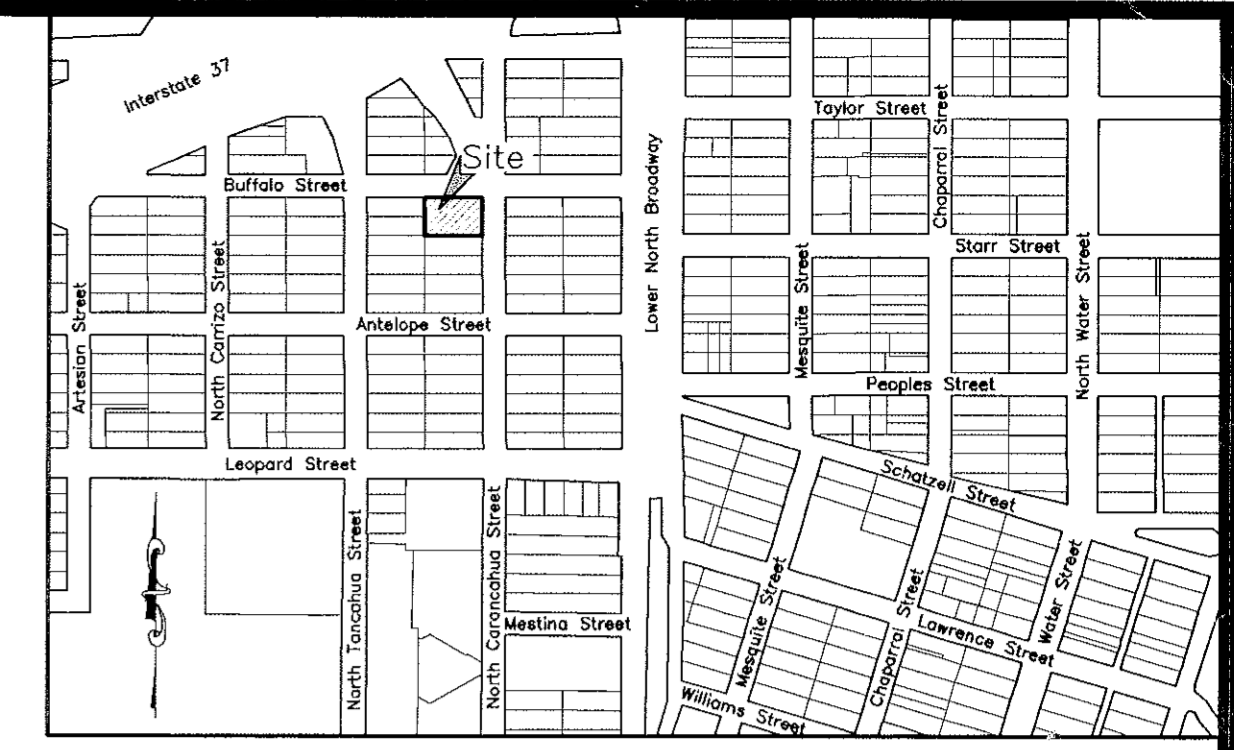 Interstate 37
Taylor Street
Chaparral Street
Site
Buffalo Street
Lower North Broadway
Starr Street
North Carrizo Street
Mesquite Street
North Water Street
Artesian Street
Antelope Street
Peoples Street
Leopard Street
Schatzell Street
North Tancahua Street
North Carancahua Street
Mestina Street
Mesquite Street
Chaparral Street
Water Street
Lawrence Street
Williams Street